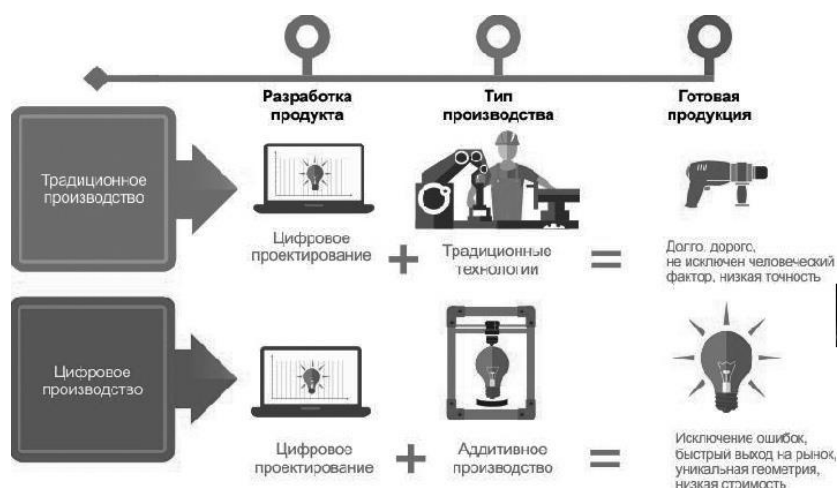 Разработка
продукта
Тип
производства
Готовая
продукция
Традиционное
производство
Цифровое
проектирование
+
Традиционные
технологии
=
Долго, дорого,
не исключен человеческий
фактор, низкая точность
Цифровое
производство
Цифровое
проектирование
+
Аддитивное
производство
=
Исключение ошибок,
быстрый выход на рынок,
уникальная геометрия,
низкая стоимость